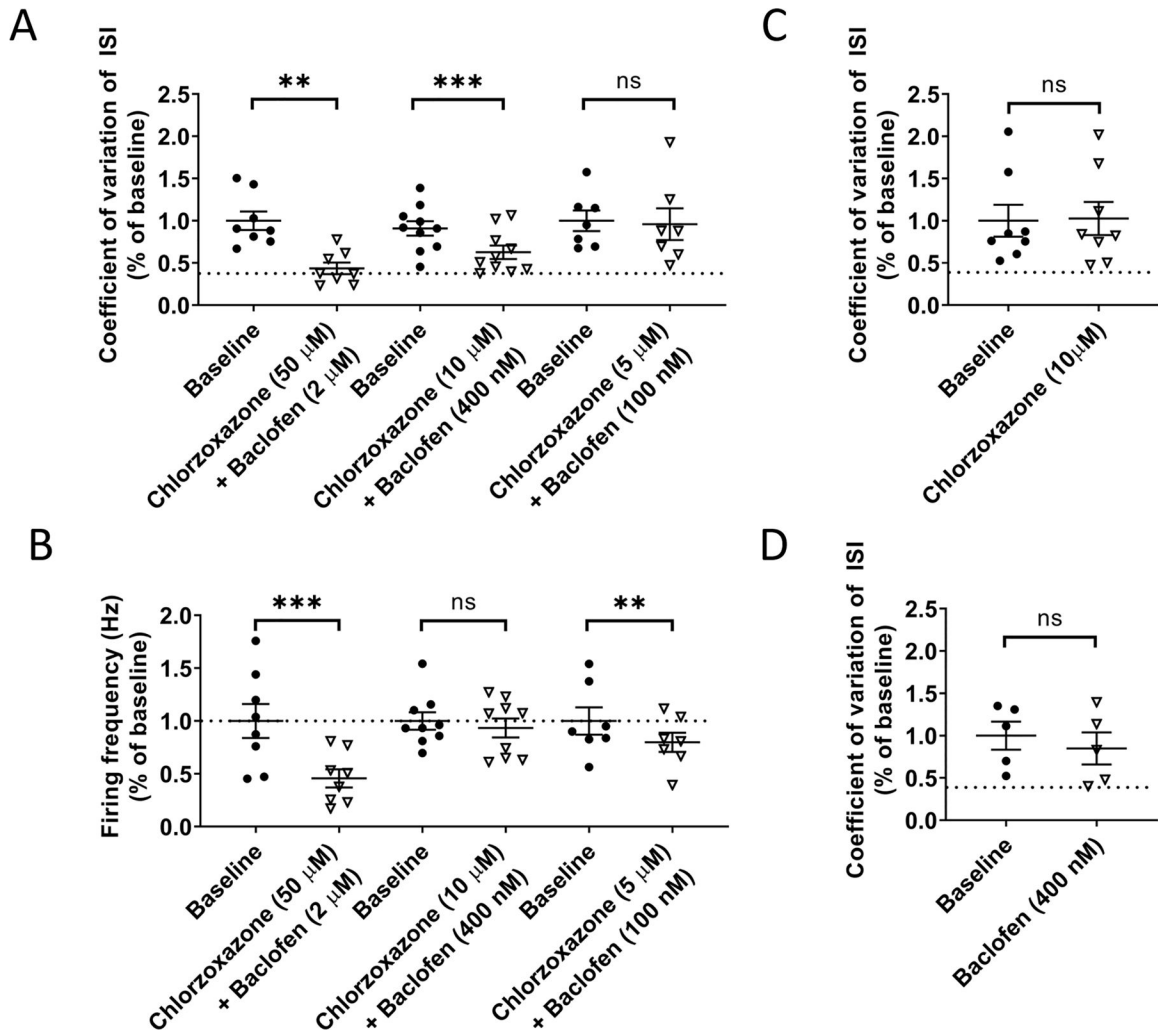 A
Coefficient of variation of ISI
(% of baseline)
2.5
2.0
1.5
1.0
0.5
0.0
**
***
ns
Baseline
Chlorzoxazone (50 µM)
+ Baclofen (2 µM)
Baseline
Chlorzoxazone (10 µM)
+ Baclofen (400 nM)
Baseline
Chlorzoxazone (5 µM)
+ Baclofen (100 nM)
C
Coefficient of variation of ISI
(% of baseline)
2.5
2.0
1.5
1.0
0.5
0.0
ns
Baseline
Chlorzoxazone (10µM)
B
Firing frequency (Hz)
(% of baseline)
2.0
1.5
1.0
0.5
0.0
***
ns
**
Baseline
Chlorzoxazone (50 µM)
+ Baclofen (2 µM)
Baseline
Chlorzoxazone (10 µM)
+ Baclofen (400 nM)
Baseline
Chlorzoxazone (5 µM)
+ Baclofen (100 nM)
D
Coefficient of variation of ISI
(% of baseline)
2.5
2.0
1.5
1.0
0.5
0.0
ns
Baseline
Baclofen (400 nM)